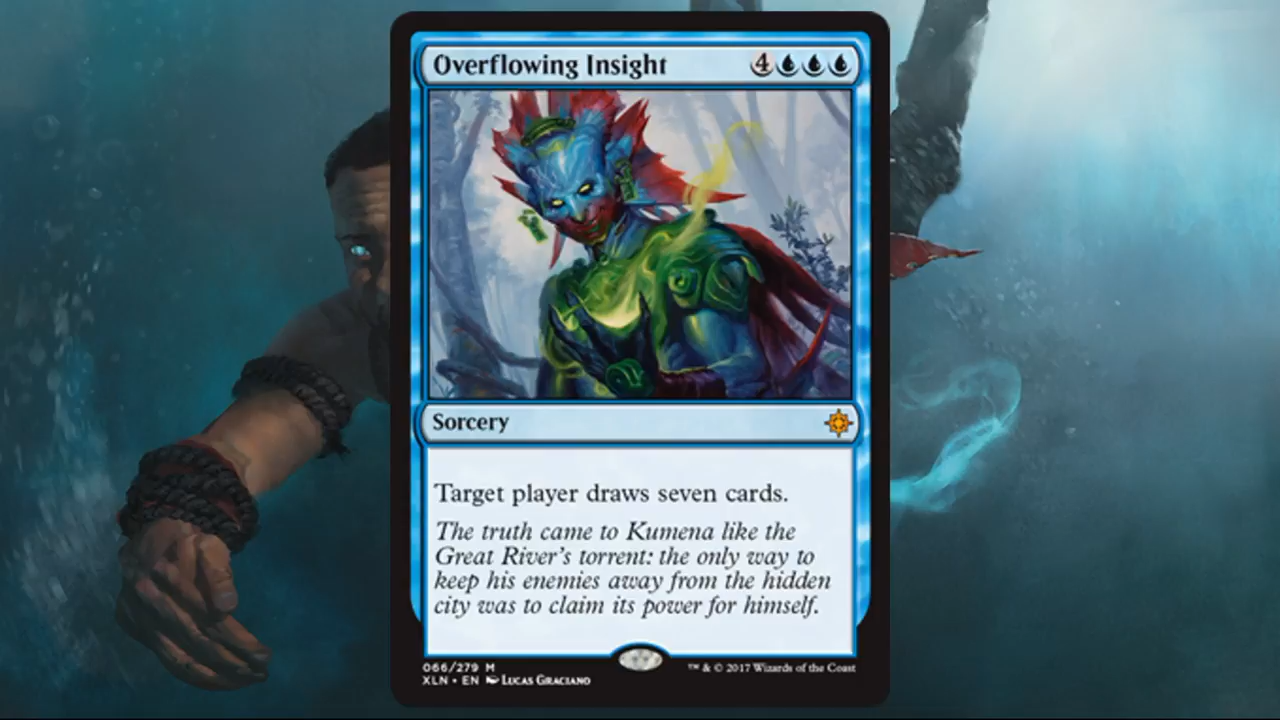 Overflowing Insight 4
Sorcery
Target player draws seven cards.
The truth came to Kumena like the
Great River's torrent: the only way to
keep his enemies away from the hidden
city was to claim its power for himself.
066/279 M
™ & © 2017 Wizards of the Coast
XLN • EN Lucas Graciano